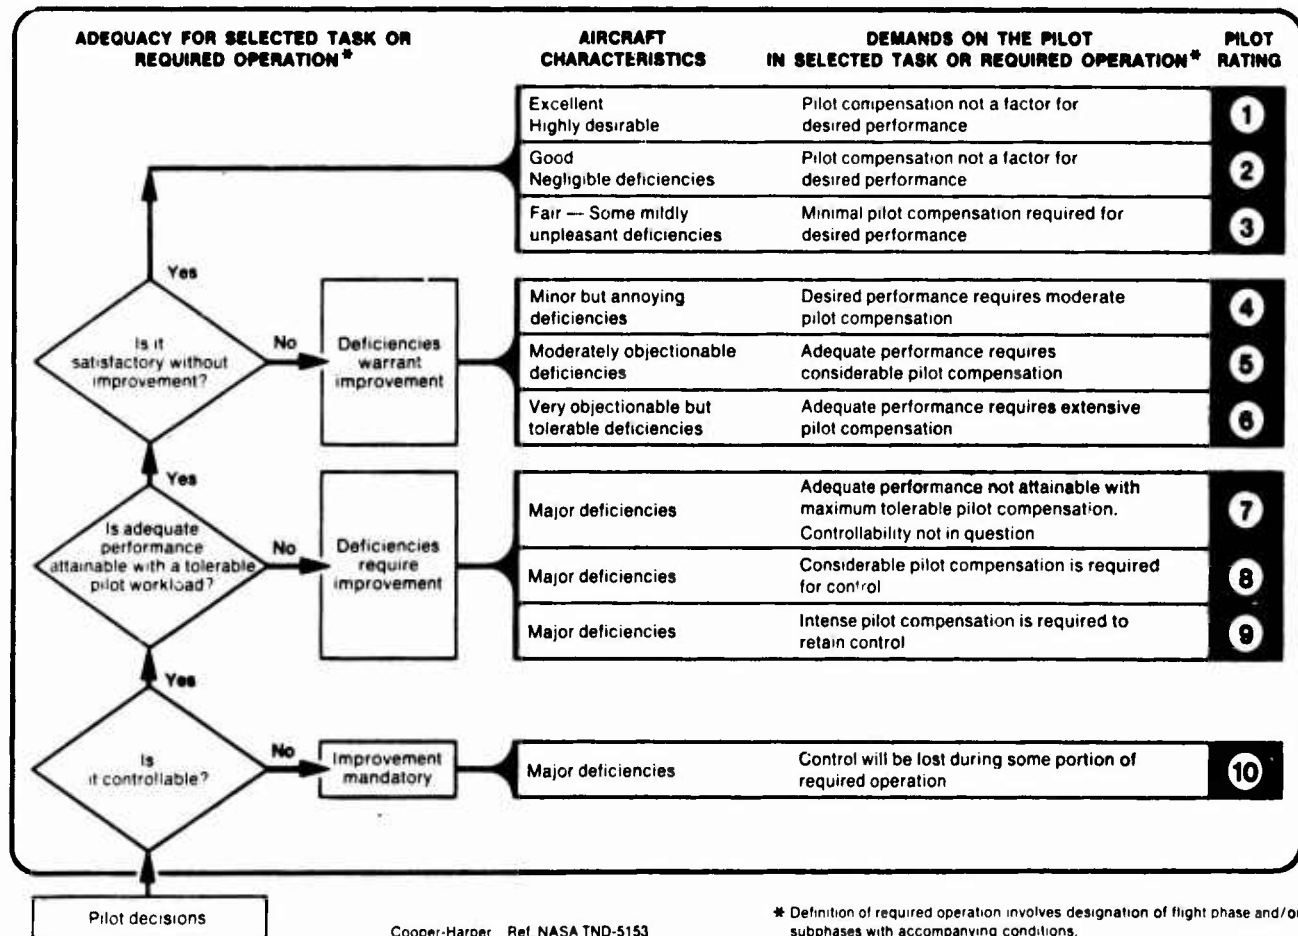 ADEQUACY FOR SELECTED TASK OR
REQUIRED OPERATION*
AIRCRAFT
CHARACTERISTICS
DEMANDS ON THE PILOT
IN SELECTED TASK OR REQUIRED OPERATION*
PILOT
RATING
Excellent
Highly desirable
Pilot compensation not a factor for
desired performance
1
Good
Negligible deficiencies
Pilot compensation not a factor for
desired performance
2
Fair — Some mildly
unpleasant deficiencies
Minimal pilot compensation required for
desired performance
3
Yes
Is it
satisfactory without
improvement?
No
Deficiencies
warrant
improvement
Minor but annoying
deficiencies
Desired performance requires moderate
pilot compensation
4
Moderately objectionable
deficiencies
Adequate performance requires
considerable pilot compensation
5
Very objectionable but
tolerable deficiencies
Adequate performance requires extensive
pilot compensation
6
Yes
Is adequate
performance
attainable with a tolerable
pilot workload?
No
Deficiencies
require
improvement
Major deficiencies
Adequate performance not attainable with
maximum tolerable pilot compensation.
Controllability not in question
7
Major deficiencies
Considerable pilot compensation is required
for control
8
Major deficiencies
Intense pilot compensation is required to
retain control
9
Yes
Is
it controllable?
No
Improvement
mandatory
Major deficiencies
Control will be lost during some portion of
required operation
10
Pilot decisions
Cooper-Harper Ref NASA TND-5153
* Definition of required operation involves designation of flight phase and/or
subphases with accompanying conditions.